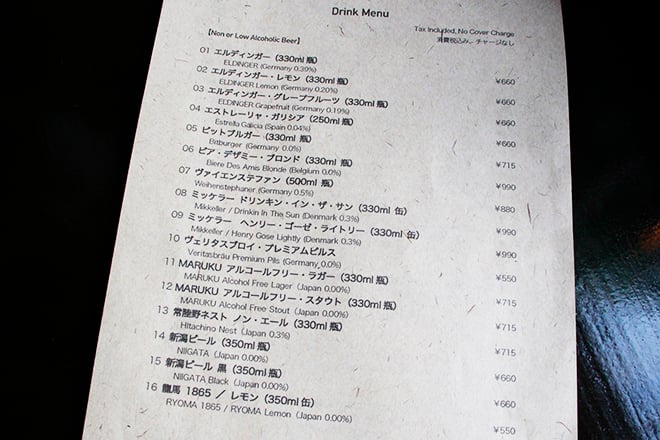 Drink Menu
Tax Included, No Cover Charge
【Non or Low Alcoholic Beer】
消費税込み、チャージなし
01 エルディンガー (330ml 瓶) ¥660
ELDINGER (Germany 0.39%)
02 エルディンガー・レモン (330ml 瓶) ¥660
ELDINGER Lemon (Germany 0.20%)
03 エルディンガー・グレープフルーツ (330ml 瓶) ¥660
ELDINGER Grapefruit (Germany 0.19%)
04 エストレーリャ・ガリシア (250ml 瓶) ¥660
Estrella Galicia (Spain 0.04%)
05 ビットブルガー (330ml 瓶) ¥715
Bitburger (Germany 0.0%)
06 ビア・デザミー・ブロンド (330ml 瓶) ¥990
Biere Des Amis Blonde (Belgium 0.0%)
07 ヴァイエンステファン (500ml 瓶) ¥880
Weihenstephaner (Germany 0.5%)
08 ミッケラー ドリンキン・イン・ザ・サン (330ml 缶) ¥990
Mikkeller / Drinkin In The Sun (Denmark 0.3%)
09 ミッケラー ヘンリー・ゴーゼ・ライトリー (330ml 缶) ¥990
Mikkeller / Henry Gose Lightly (Denmark 0.3%)
10 ヴェリタスブロイ・プレミアムピルス ¥550
Veritasbräu Premium Pils (Germany 0.0%)
11 MARUKU アルコールフリー・ラガー (330ml 瓶) ¥715
MARUKU Alcohol Free Lager (Japan 0.00%)
12 MARUKU アルコールフリー・スタウト (330ml 瓶) ¥715
MARUKU Alcohol Free Stout (Japan 0.00%)
13 常陸野ネスト ノン・エール (330ml 瓶) ¥715
Hitachino Nest (Japan 0.3%)
14 新潟ビール (350ml 瓶) ¥660
NIIGATA (Japan 0.00%)
15 新潟ビール 黒 (350ml 瓶) ¥660
NIIGATA Black (Japan 0.00%)
16 龍馬 1865 / レモン (350ml 缶) ¥550
RYOMA 1865 / RYOMA Lemon (Japan 0.00%)